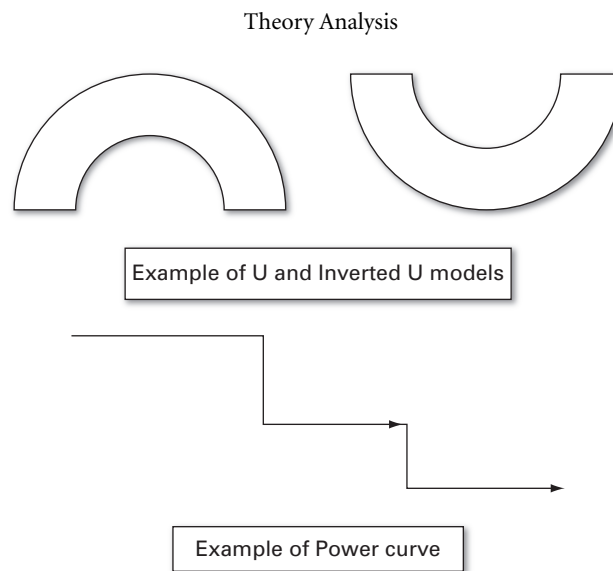 Theory Analysis
Example of U and Inverted U models
Example of Power curve